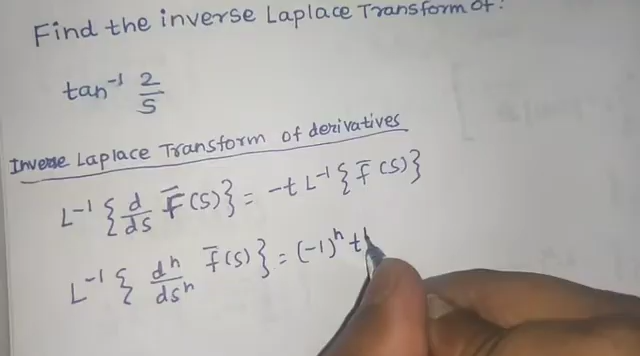 Find the inverse Laplace Transform of:
tan⁻¹ 2/S
Inverse Laplace Transform of derivatives
L⁻¹ { d/ds F̄(S) } = -t L⁻¹ { F̄(S) }
L⁻¹ { dⁿ/dsⁿ F̄(S) } = (-1)ⁿ t